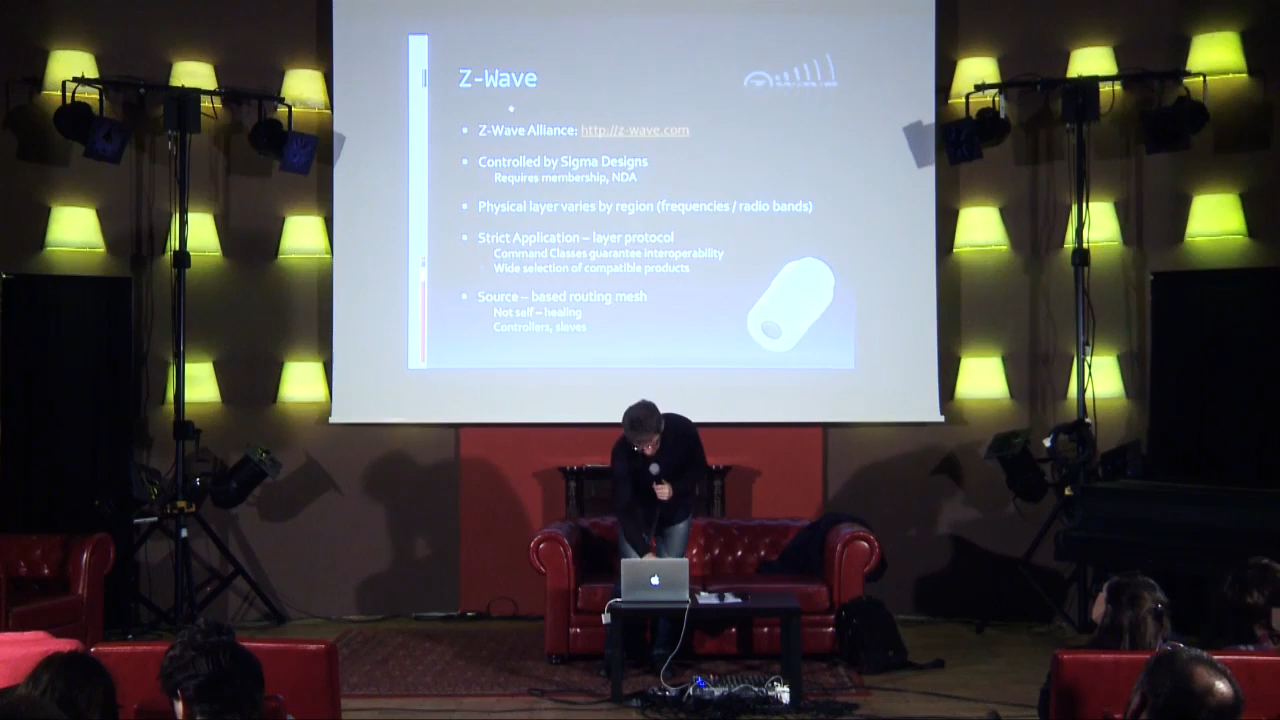 Z-Wave
Z-Wave Alliance: http://z-wave.com
Controlled by Sigma Designs
Requires membership, NDA
Physical layer varies by region (frequencies / radio bands)
Strict Application – layer protocol
Command Classes guarantee interoperability
Wide selection of compatible products
Source – based routing mesh
Not self – healing
Controllers, slaves